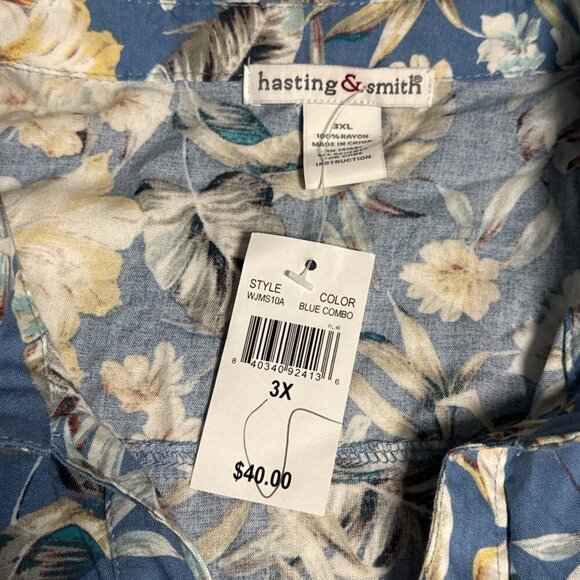 hasting & smith®
3XL
100% RAYON
MADE IN CHINA
INSTRUCTION
STYLE COLOR
WJMS10A BLUE COMBO
FL_49
8 40340 92413 6
3X
$40.00